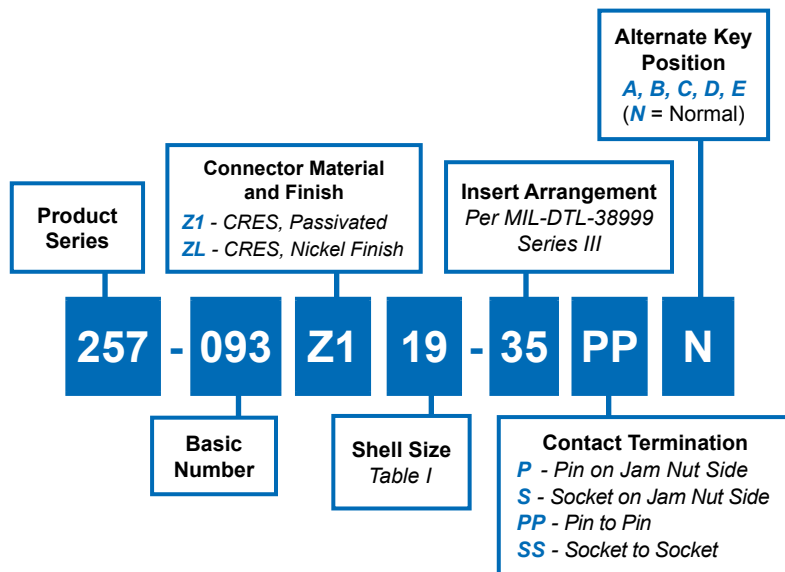 Alternate Key
Position
A, B, C, D, E
(N = Normal)
Connector Material
and Finish
Z1 - CRES, Passivated
ZL - CRES, Nickel Finish
Insert Arrangement
Per MIL-DTL-38999
Series III
Product
Series
257 - 093 Z1 19 - 35 PP N
Basic
Number
Shell Size
Table I
Contact Termination
P - Pin on Jam Nut Side
S - Socket on Jam Nut Side
PP - Pin to Pin
SS - Socket to Socket